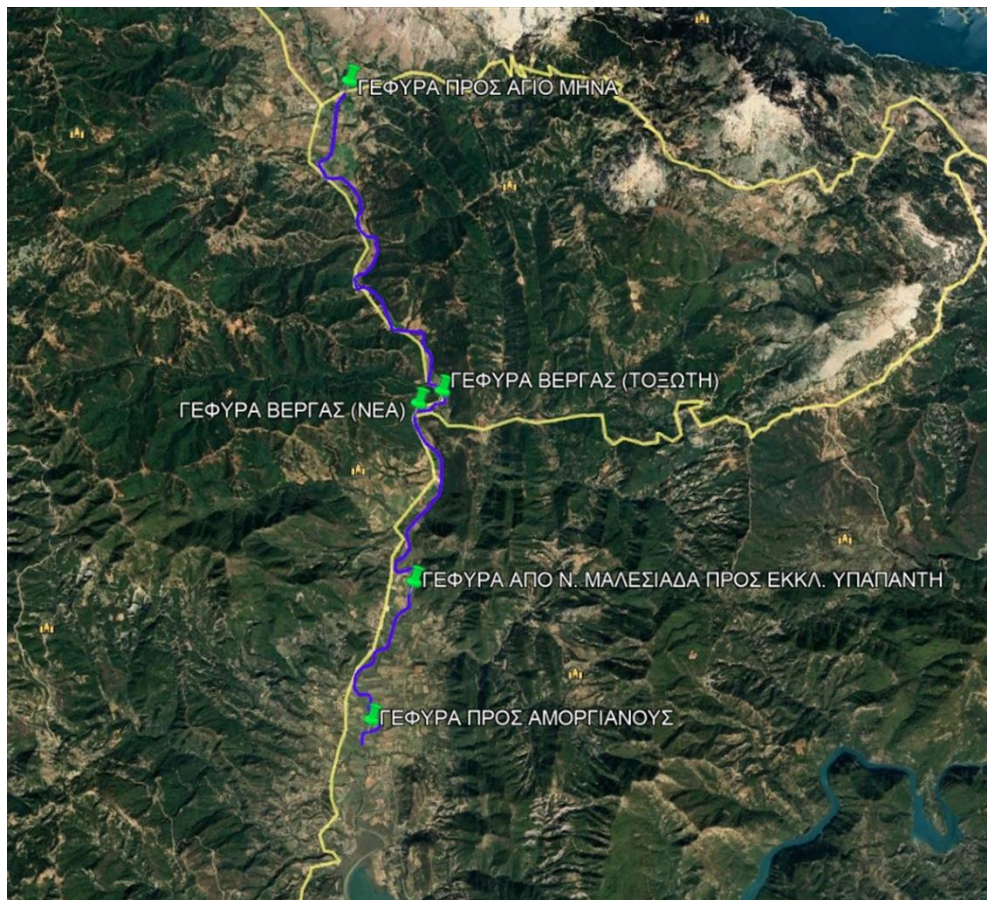 ΓΕΦΥΡΑ ΠΡΟΣ ΑΓΙΟ ΜΗΝΑ
ΓΕΦΥΡΑ ΒΕΡΓΑΣ (ΤΟΞΩΤΗ)
ΓΕΦΥΡΑ ΒΕΡΓΑΣ (ΝΕΑ)
ΓΕΦΥΡΑ ΑΠΟ Ν. ΜΑΛΕΣΙΑΔΑ ΠΡΟΣ ΕΚΚΛ. ΥΠΑΠΑΝΤΗ
ΓΕΦΥΡΑ ΠΡΟΣ ΑΜΟΡΓΙΑΝΟΥΣ